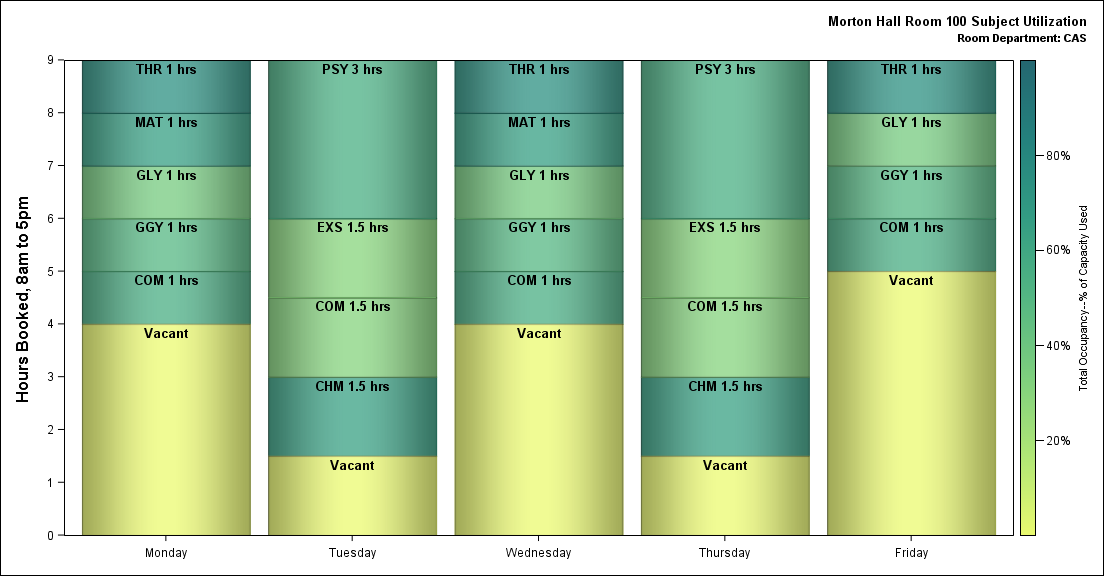 Morton Hall Room 100 Subject Utilization
Room Department: CAS
Hours Booked, 8am to 5pm
9
8
7
6
5
4
3
2
1
0
THR 1 hrs
MAT 1 hrs
GLY 1 hrs
GGY 1 hrs
COM 1 hrs
Vacant
Monday
PSY 3 hrs
EXS 1.5 hrs
COM 1.5 hrs
CHM 1.5 hrs
Vacant
Tuesday
THR 1 hrs
MAT 1 hrs
GLY 1 hrs
GGY 1 hrs
COM 1 hrs
Vacant
Wednesday
PSY 3 hrs
EXS 1.5 hrs
COM 1.5 hrs
CHM 1.5 hrs
Vacant
Thursday
THR 1 hrs
GLY 1 hrs
GGY 1 hrs
COM 1 hrs
Vacant
Friday
80%
60%
40%
20%
Total Occupancy--% of Capacity Used